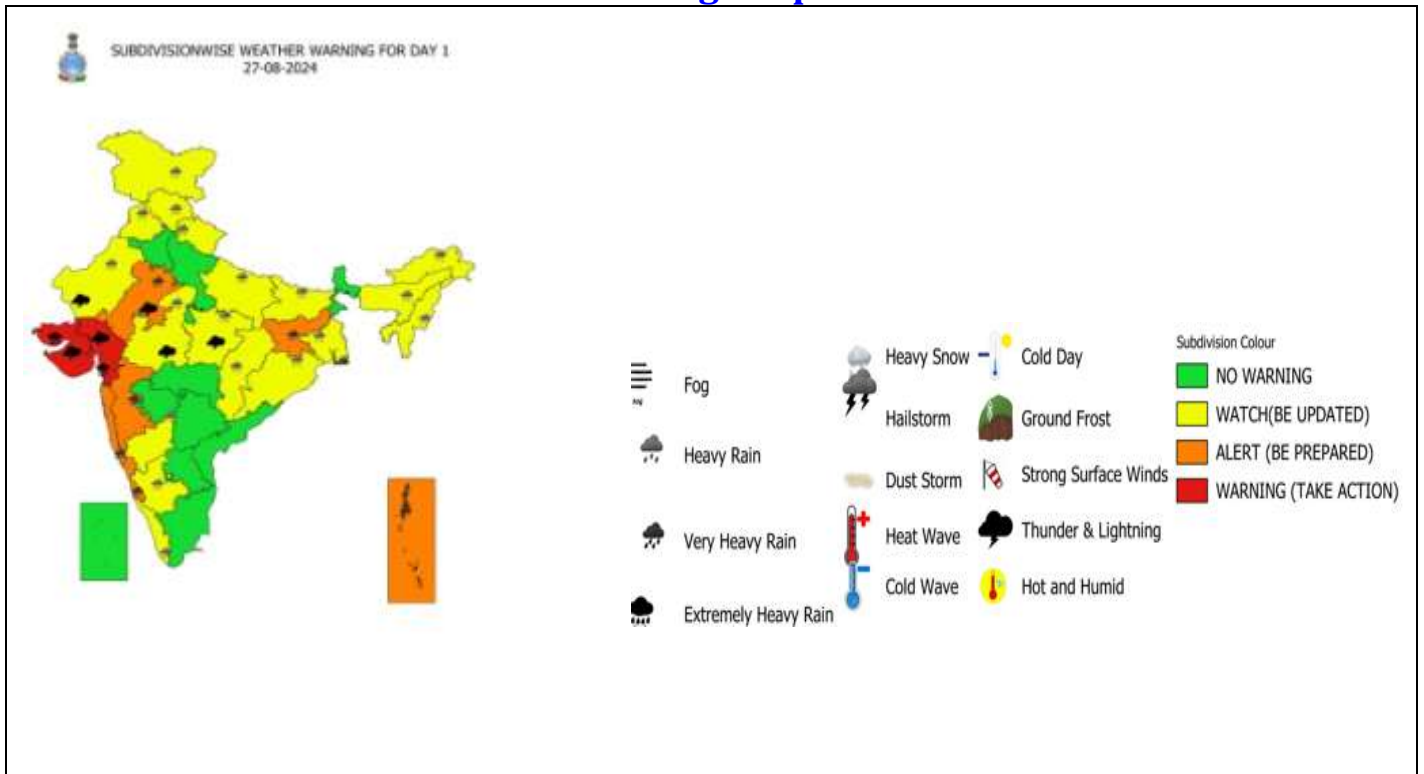 SUBDIVISIONWISE WEATHER WARNING FOR DAY 1
27-08-2024
Fog
Heavy Rain
Very Heavy Rain
Extremely Heavy Rain
Heavy Snow
Hailstorm
Dust Storm
Heat Wave
Cold Wave
Cold Day
Ground Frost
Strong Surface Winds
Thunder & Lightning
Hot and Humid
Subdivision Colour
NO WARNING
WATCH(BE UPDATED)
ALERT (BE PREPARED)
WARNING (TAKE ACTION)